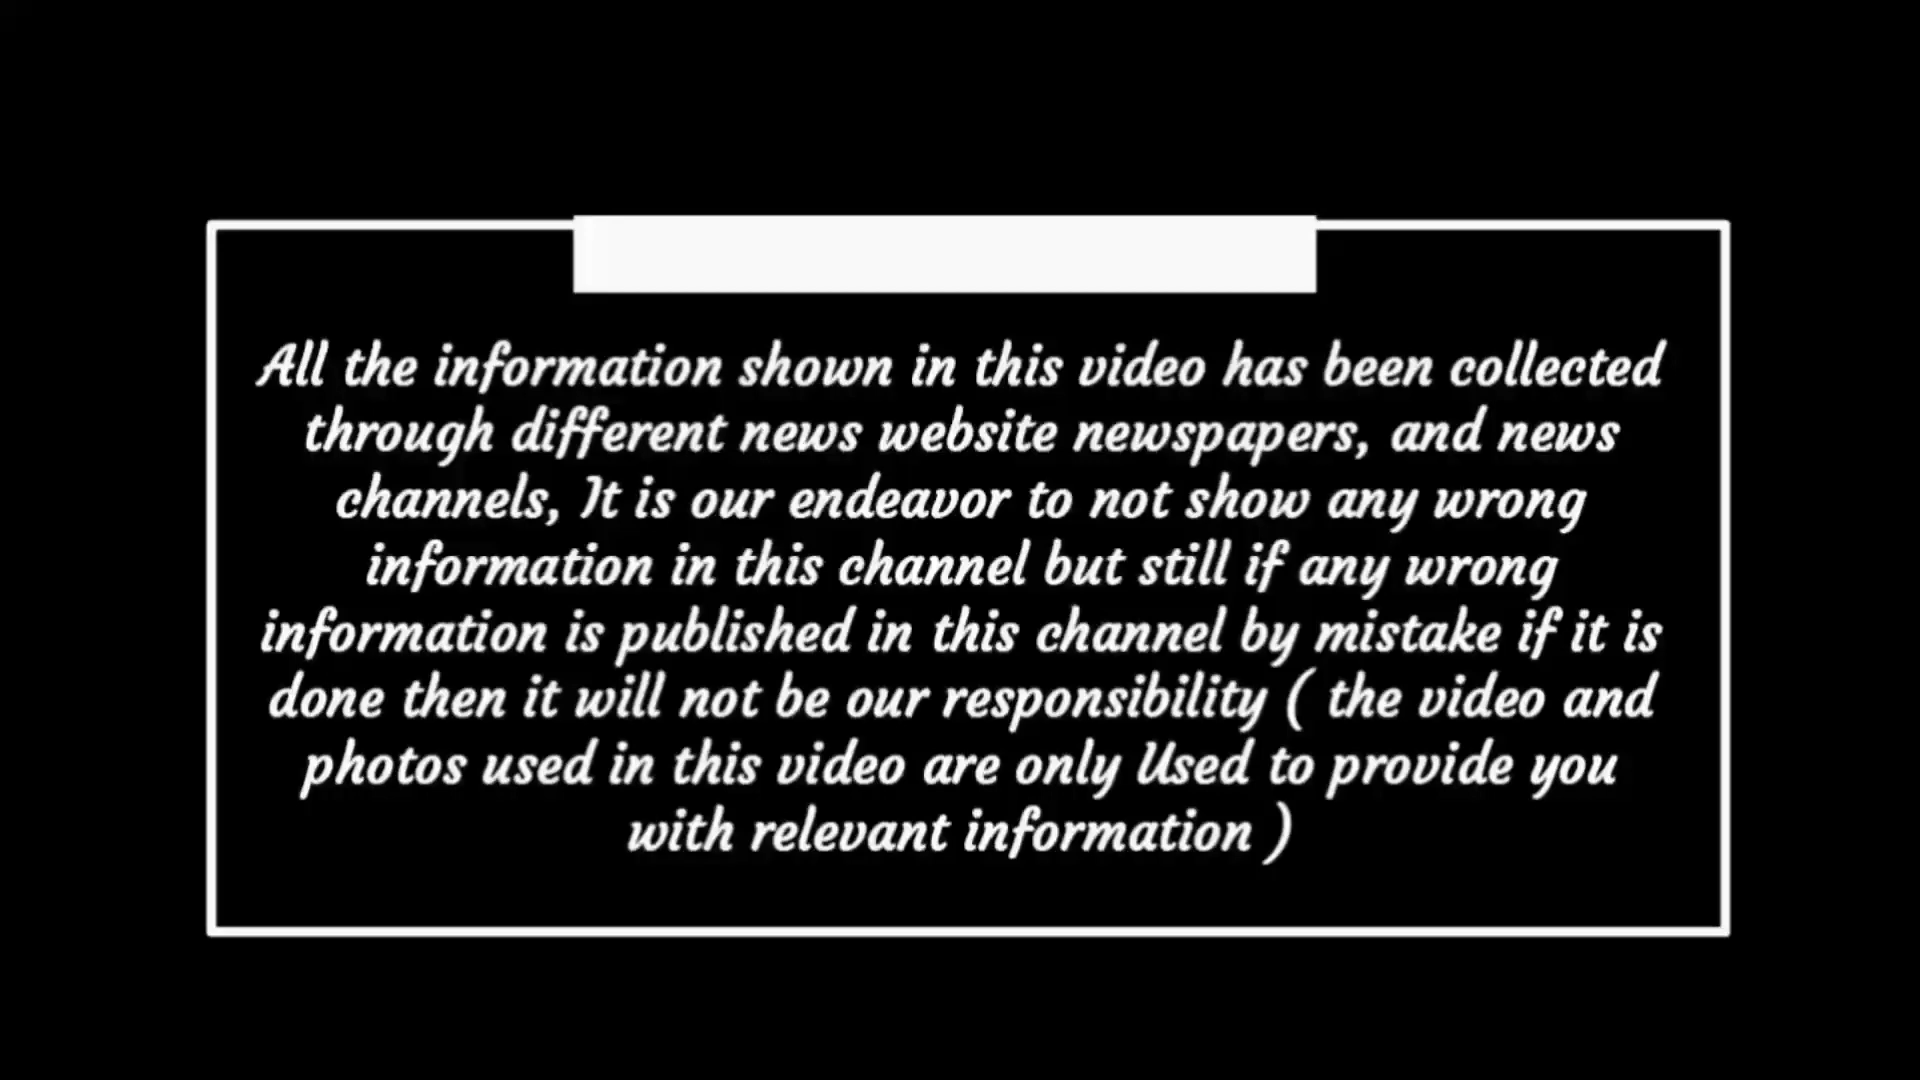 All the information shown in this video has been collected
through different news website newspapers, and news
channels, It is our endeavor to not show any wrong
information in this channel but still if any wrong
information is published in this channel by mistake if it is
done then it will not be our responsibility ( the video and
photos used in this video are only Used to provide you
with relevant information )